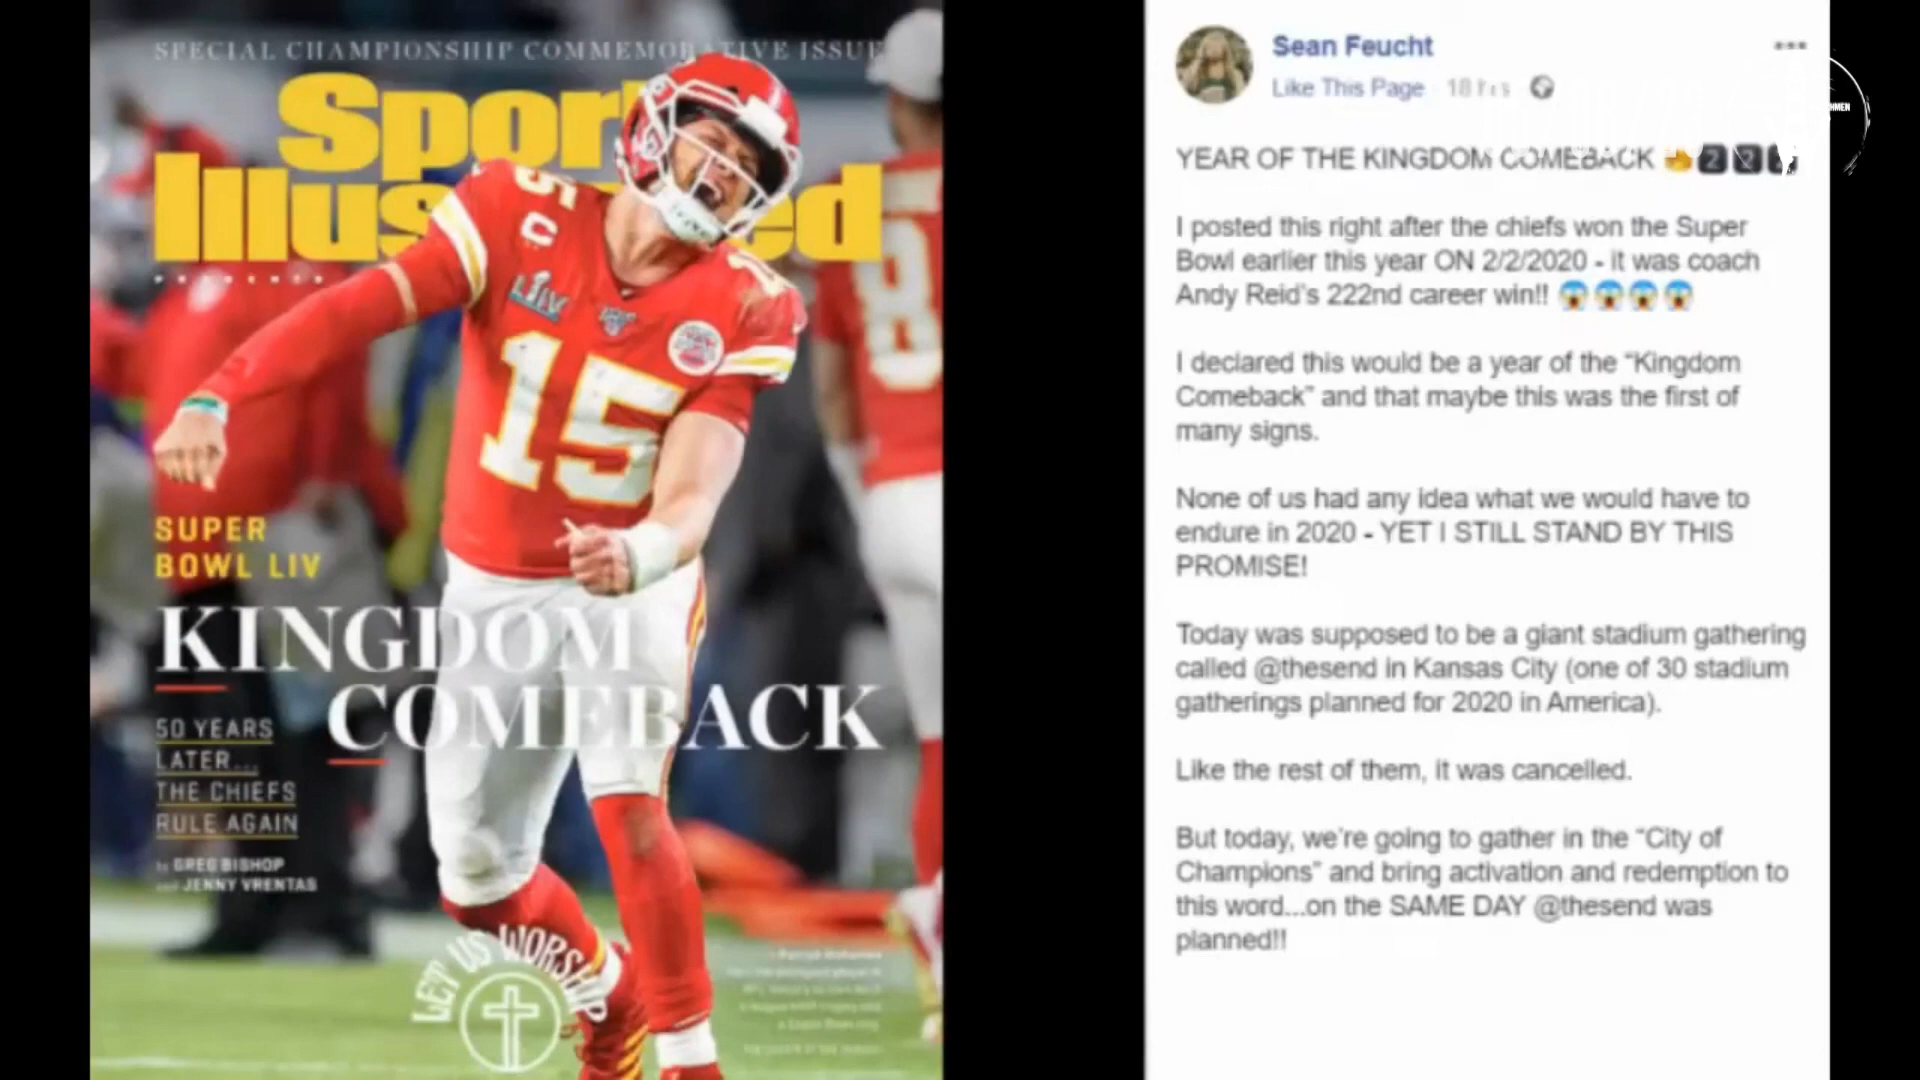 SPECIAL CHAMPIONSHIP COMMEMORATIVE ISSUE
Sports
Illustrated
PRESENTS
50
LIV
15
SUPER
BOWL LIV
KINGDOM
COMEBACK
50 YEARS
LATER...
THE CHIEFS
RULE AGAIN
by GREG BISHOP
and JENNY VRENTAS
LET US WORSHIP
Sean Feucht
Like This Page
18 hrs
HMEN
YEAR OF THE KINGDOM COMEBACK 🔥 2 2 2
I posted this right after the chiefs won the Super
Bowl earlier this year ON 2/2/2020 - it was coach
Andy Reid's 222nd career win!! 😱😱😱😱
I declared this would be a year of the “Kingdom
Comeback” and that maybe this was the first of
many signs.
None of us had any idea what we would have to
endure in 2020 - YET I STILL STAND BY THIS
PROMISE!
Today was supposed to be a giant stadium gathering
called @thesend in Kansas City (one of 30 stadium
gatherings planned for 2020 in America).
Like the rest of them, it was cancelled.
But today, we’re going to gather in the “City of
Champions” and bring activation and redemption to
this word...on the SAME DAY @thesend was
planned!!